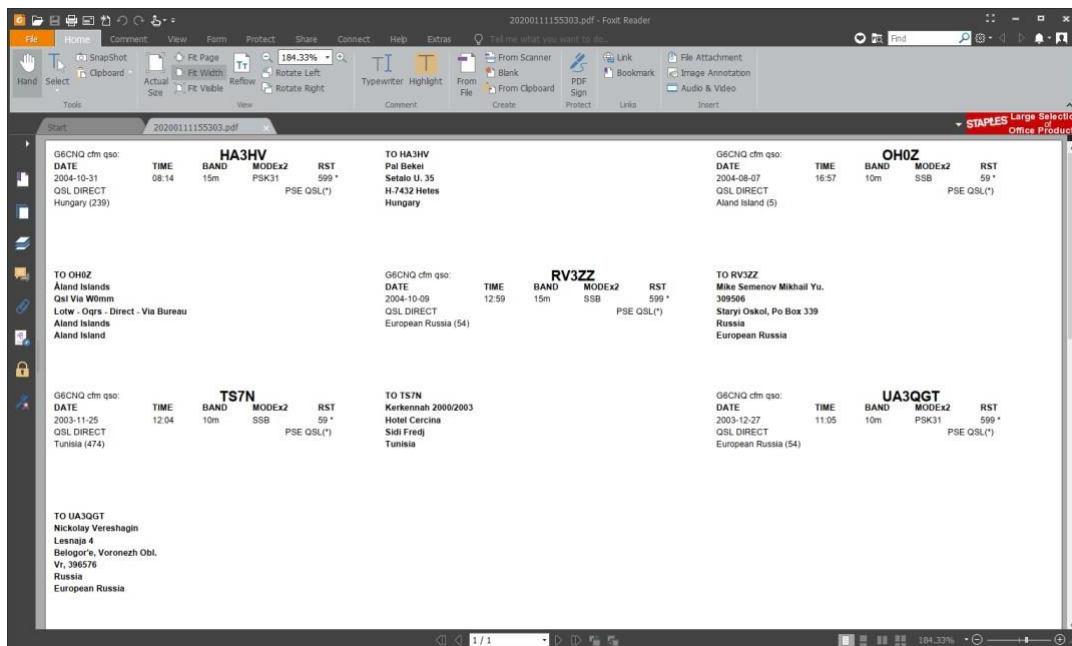 20200111155303.pdf - Foxit Reader
File Home Comment View Form Protect Share Connect Help Extras Tell me what you want to do... Find
Hand
Select
SnapShot
Clipboard
Tools
Actual Size
Fit Page
Fit Width
Fit Visible
Reflow
184.33%
Rotate Left
Rotate Right
View
Typewriter
Highlight
Comment
From File
From Scanner
Blank
From Clipboard
Create
PDF Sign
Protect
Link
Bookmark
Links
File Attachment
Image Annotation
Audio & Video
Insert
Start 20200111155303.pdf
STAPLES Large Selection of Office Product
G6CNQ cfm qso: HA3HV
DATE TIME BAND MODEx2 RST
2004-10-31 08:14 15m PSK31 599 *
QSL DIRECT PSE QSL(*)
Hungary (239)
TO HA3HV
Pal Bekei
Setalo U. 35
H-7432 Hetes
Hungary
G6CNQ cfm qso: OH0Z
DATE TIME BAND MODEx2 RST
2004-08-07 16:57 10m SSB 59 *
QSL DIRECT PSE QSL(*)
Aland Island (5)
TO OH0Z
Åland Islands
Qsl Via W0mm
Lotw - Oqrs - Direct - Via Bureau
Aland Islands
Aland Island
G6CNQ cfm qso: RV3ZZ
DATE TIME BAND MODEx2 RST
2004-10-09 12:59 15m SSB 599 *
QSL DIRECT PSE QSL(*)
European Russia (54)
TO RV3ZZ
Mike Semenov Mikhail Yu.
309506
Staryi Oskol, Po Box 339
Russia
European Russia
G6CNQ cfm qso: TS7N
DATE TIME BAND MODEx2 RST
2003-11-25 12:04 10m SSB 59 *
QSL DIRECT PSE QSL(*)
Tunisia (474)
TO TS7N
Kerkennah 2000/2003
Hotel Cercina
Sidi Fredj
Tunisia
G6CNQ cfm qso: UA3QGT
DATE TIME BAND MODEx2 RST
2003-12-27 11:05 10m PSK31 599 *
QSL DIRECT PSE QSL(*)
European Russia (54)
TO UA3QGT
Nickolay Vereshagin
Lesnaja 4
Belogor'e, Voronezh Obl.
Vr, 396576
Russia
European Russia
1 / 1 184.33%